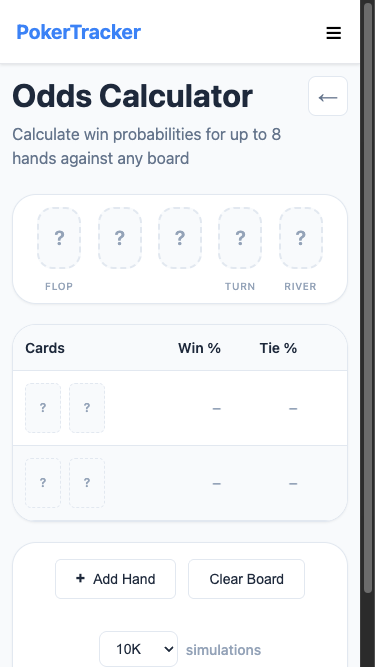 PokerTracker
Odds Calculator
←
Calculate win probabilities for up to 8
hands against any board
? ? ? ? ?
FLOP TURN RIVER
Cards Win % Tie %
? ? – –
? ? – –
+ Add Hand Clear Board
10K simulations